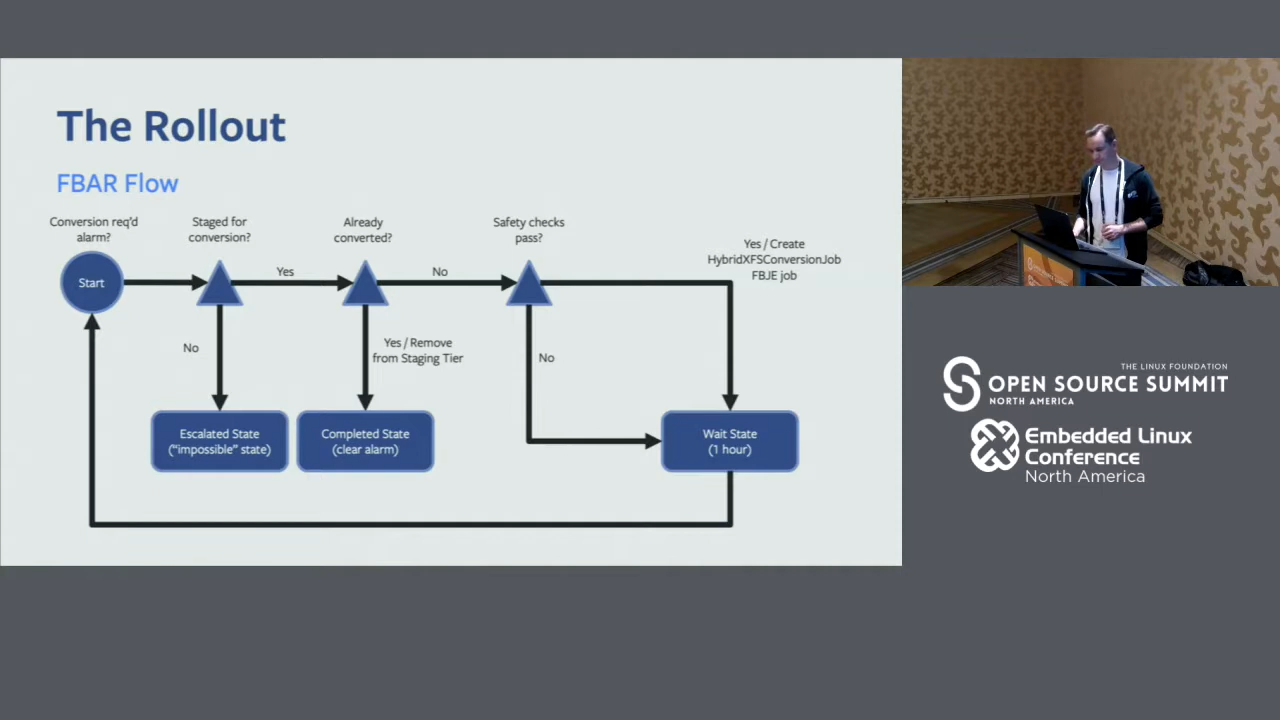 The Rollout
FBAR Flow
Conversion req'd
alarm?
Staged for
conversion?
Already
converted?
Safety checks
pass?
Yes / Create
HybridXFSConversionJob
FBJE job
Start
Yes
No
No
Yes / Remove
from Staging Tier
No
Escalated State
("impossible" state)
Completed State
(clear alarm)
Wait State
(1 hour)
THE LINUX FOUNDATION
OPEN SOURCE SUMMIT
NORTH AMERICA
Embedded Linux
Conference
North America